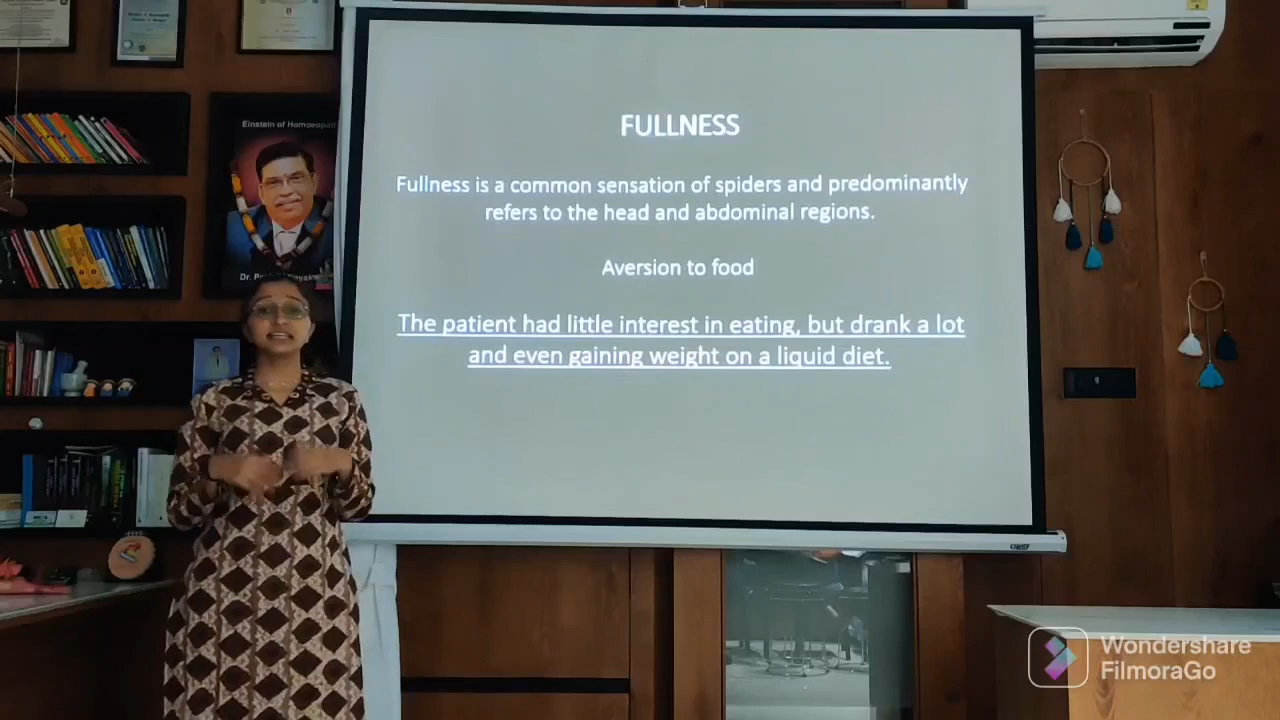 Einstein of Homoeopat
FULLNESS
Fullness is a common sensation of spiders and predominantly
refers to the head and abdominal regions.
Aversion to food
The patient had little interest in eating, but drank a lot
and even gaining weight on a liquid diet.
Wondershare
FilmoraGo